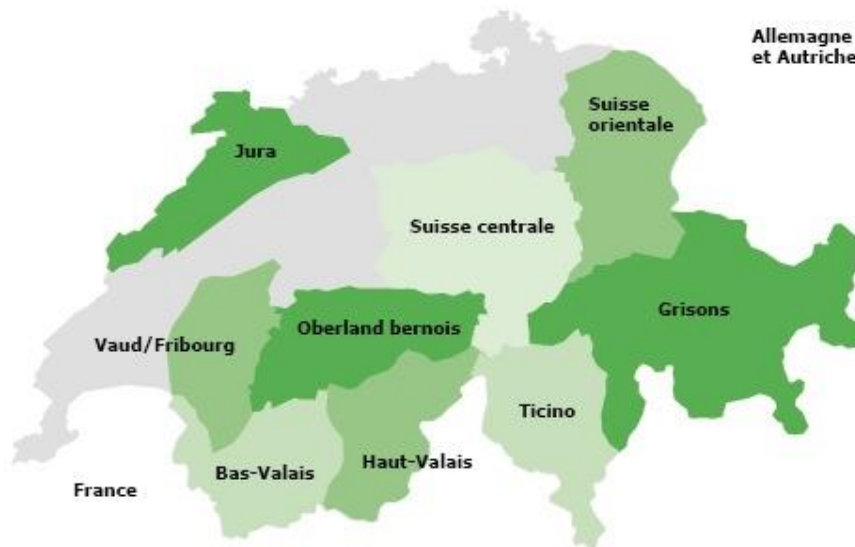 Allemagne
et Autriche
Suisse
orientale
Jura
Suisse centrale
Grisons
Oberland bernois
Vaud/Fribourg
Ticino
Haut-Valais
Bas-Valais
France